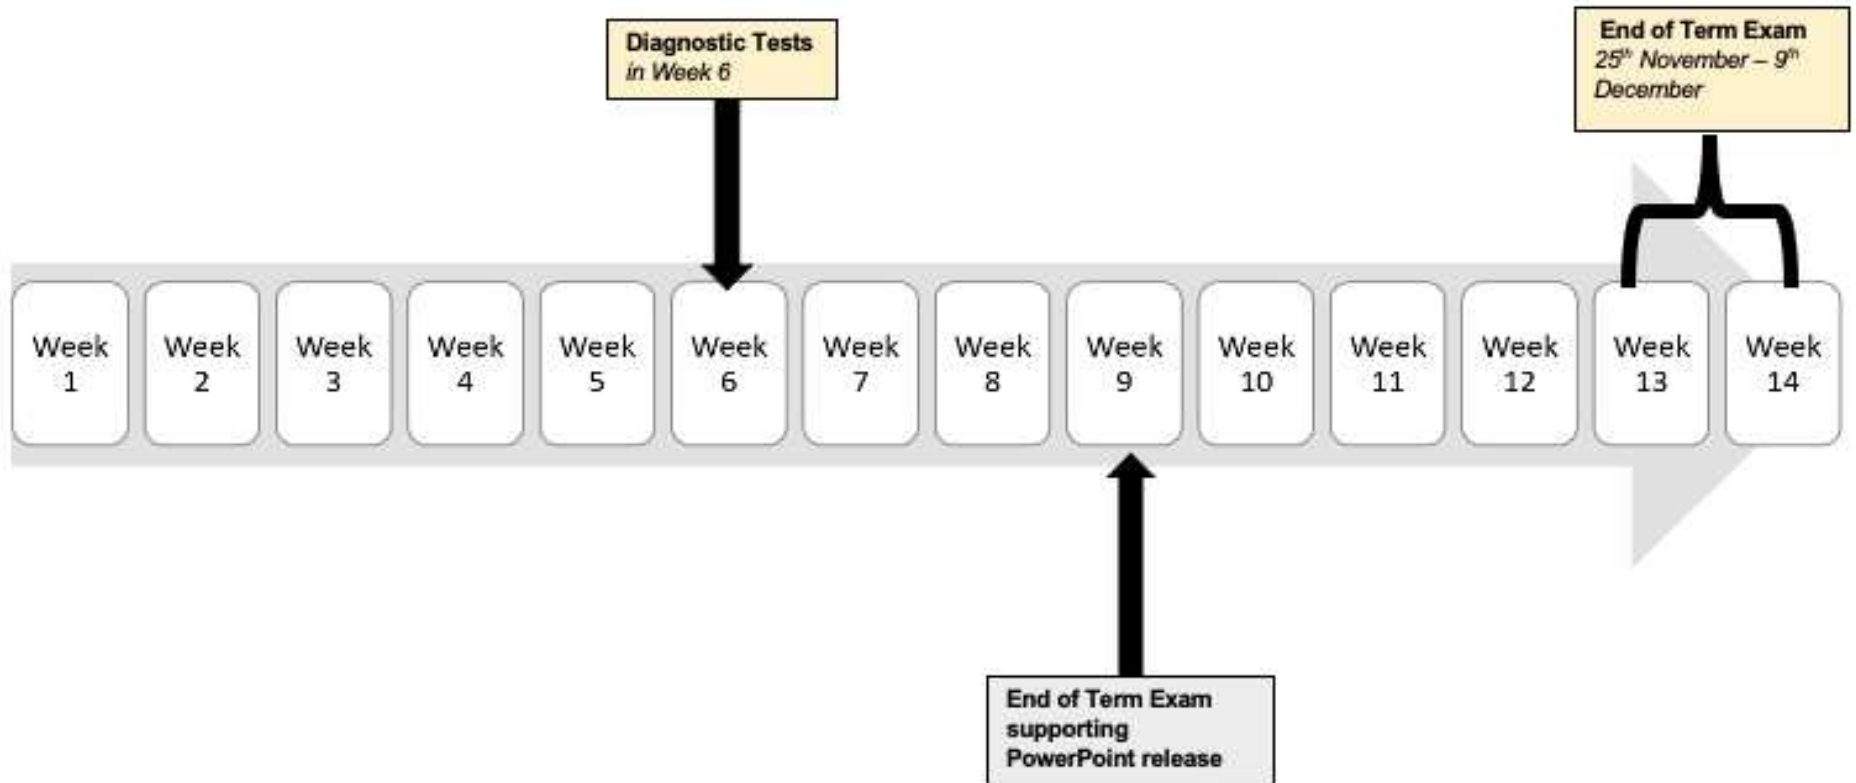 Diagnostic Tests
in Week 6
End of Term Exam
25th November – 9th
December
Week
1
Week
2
Week
3
Week
4
Week
5
Week
6
Week
7
Week
8
Week
9
Week
10
Week
11
Week
12
Week
13
Week
14
End of Term Exam
supporting
PowerPoint release